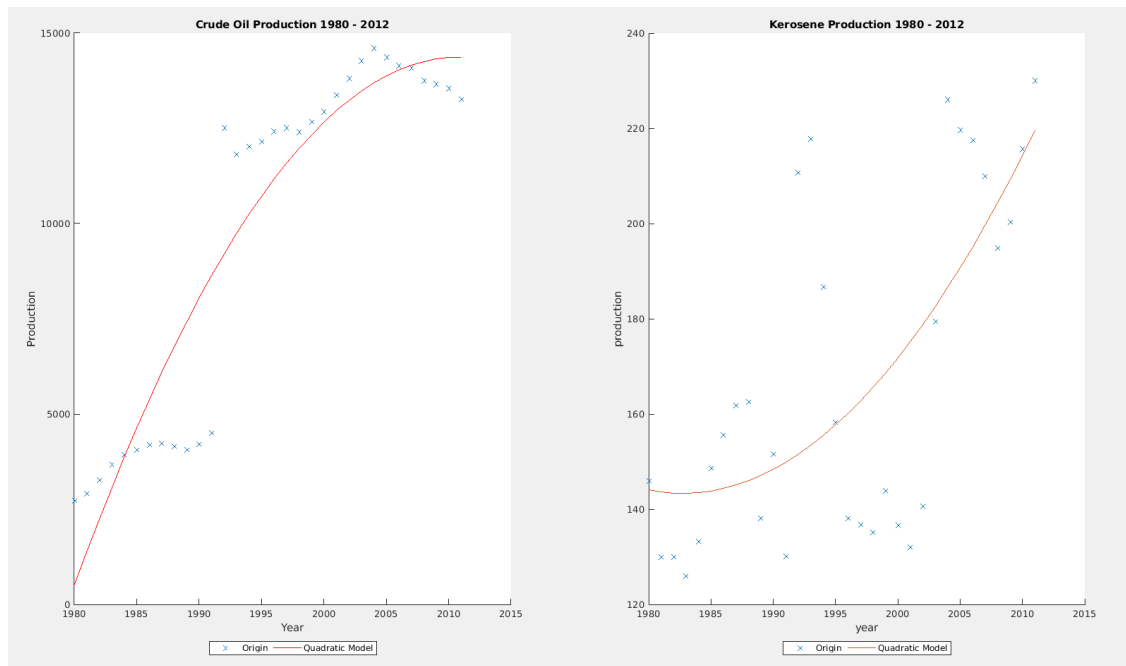 Crude Oil Production 1980 - 2012
15000
10000
5000
0
Production
1980 1985 1990 1995 2000 2005 2010 2015
Year
Origin Quadratic Model
Kerosene Production 1980 - 2012
240
220
200
180
160
140
120
production
1980 1985 1990 1995 2000 2005 2010 2015
year
Origin Quadratic Model